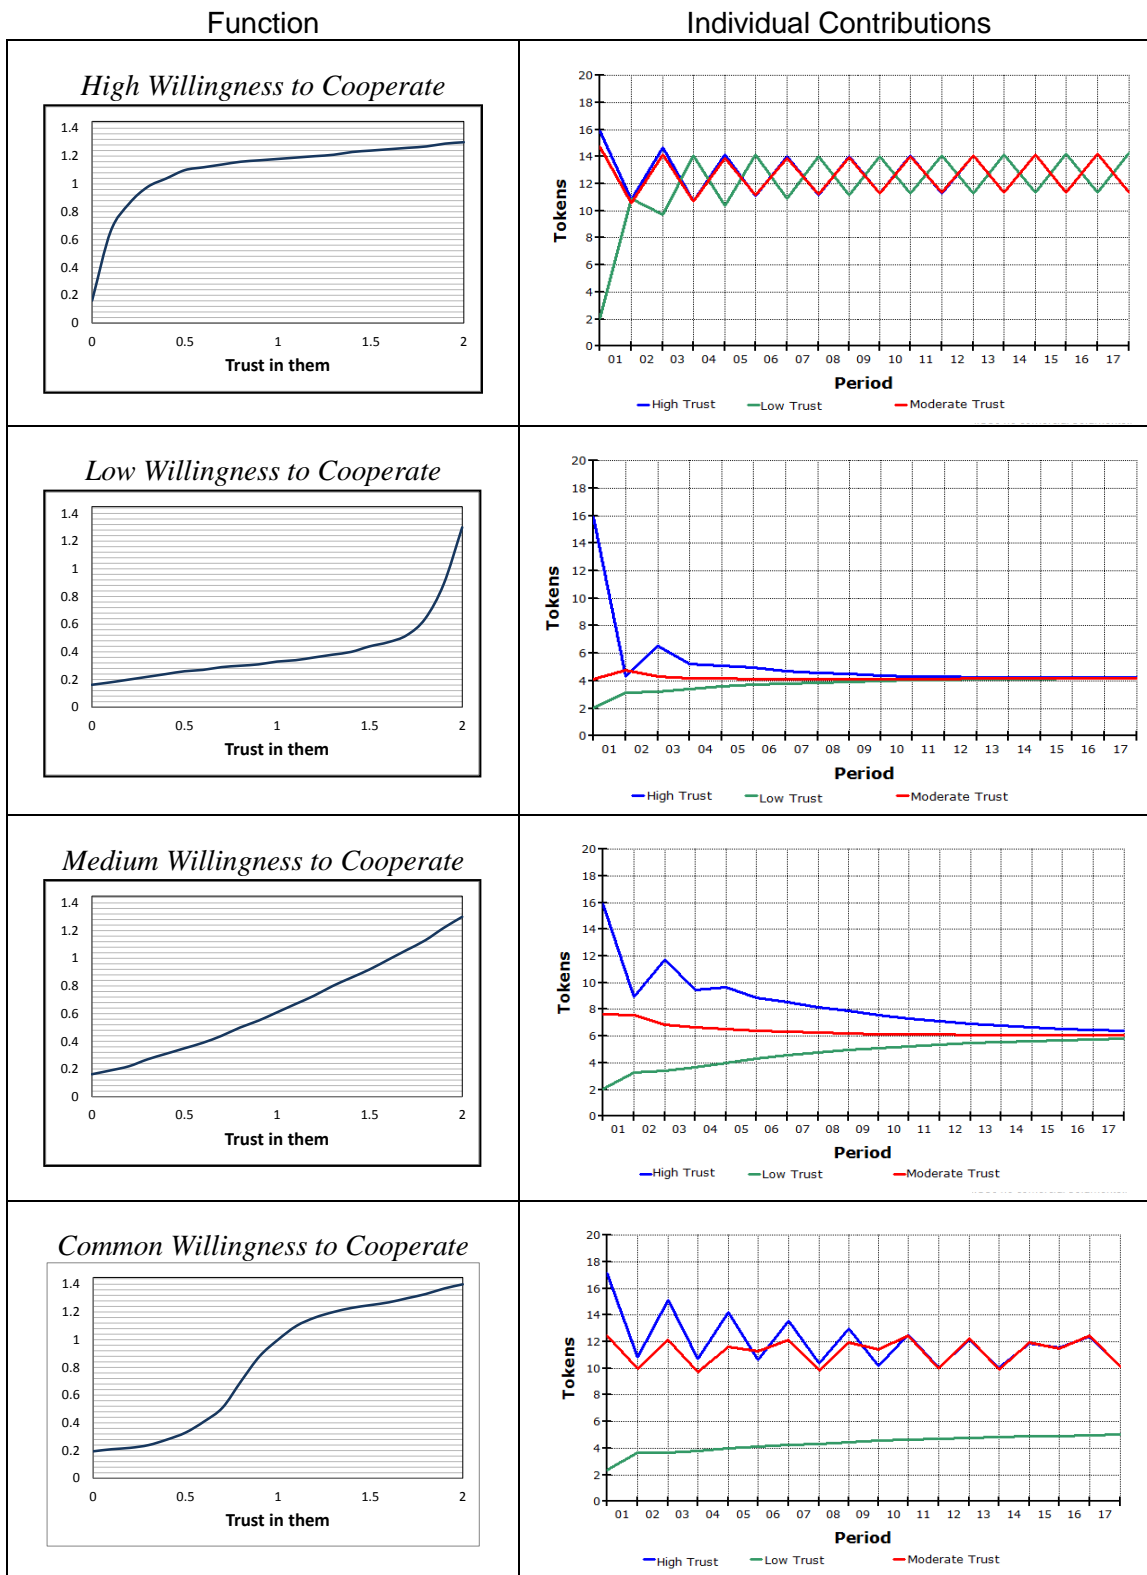 Function Individual Contributions
High Willingness to Cooperate
1.4
1.2
1
0.8
0.6
0.4
0.2
0
0 0.5 1 1.5 2
Trust in them
20
18
16
14
12
10
8
6
4
2
0
Tokens
01 02 03 04 05 06 07 08 09 10 11 12 13 14 15 16 17
Period
High Trust Low Trust Moderate Trust
Low Willingness to Cooperate
1.4
1.2
1
0.8
0.6
0.4
0.2
0
0 0.5 1 1.5 2
Trust in them
20
18
16
14
12
10
8
6
4
2
0
Tokens
01 02 03 04 05 06 07 08 09 10 11 12 13 14 15 16 17
Period
High Trust Low Trust Moderate Trust
Medium Willingness to Cooperate
1.4
1.2
1
0.8
0.6
0.4
0.2
0
0 0.5 1 1.5 2
Trust in them
20
18
16
14
12
10
8
6
4
2
0
Tokens
01 02 03 04 05 06 07 08 09 10 11 12 13 14 15 16 17
Period
High Trust Low Trust Moderate Trust
Common Willingness to Cooperate
1.4
1.2
1
0.8
0.6
0.4
0.2
0
0 0.5 1 1.5 2
Trust in them
20
18
16
14
12
10
8
6
4
2
0
Tokens
01 02 03 04 05 06 07 08 09 10 11 12 13 14 15 16 17
Period
High Trust Low Trust Moderate Trust